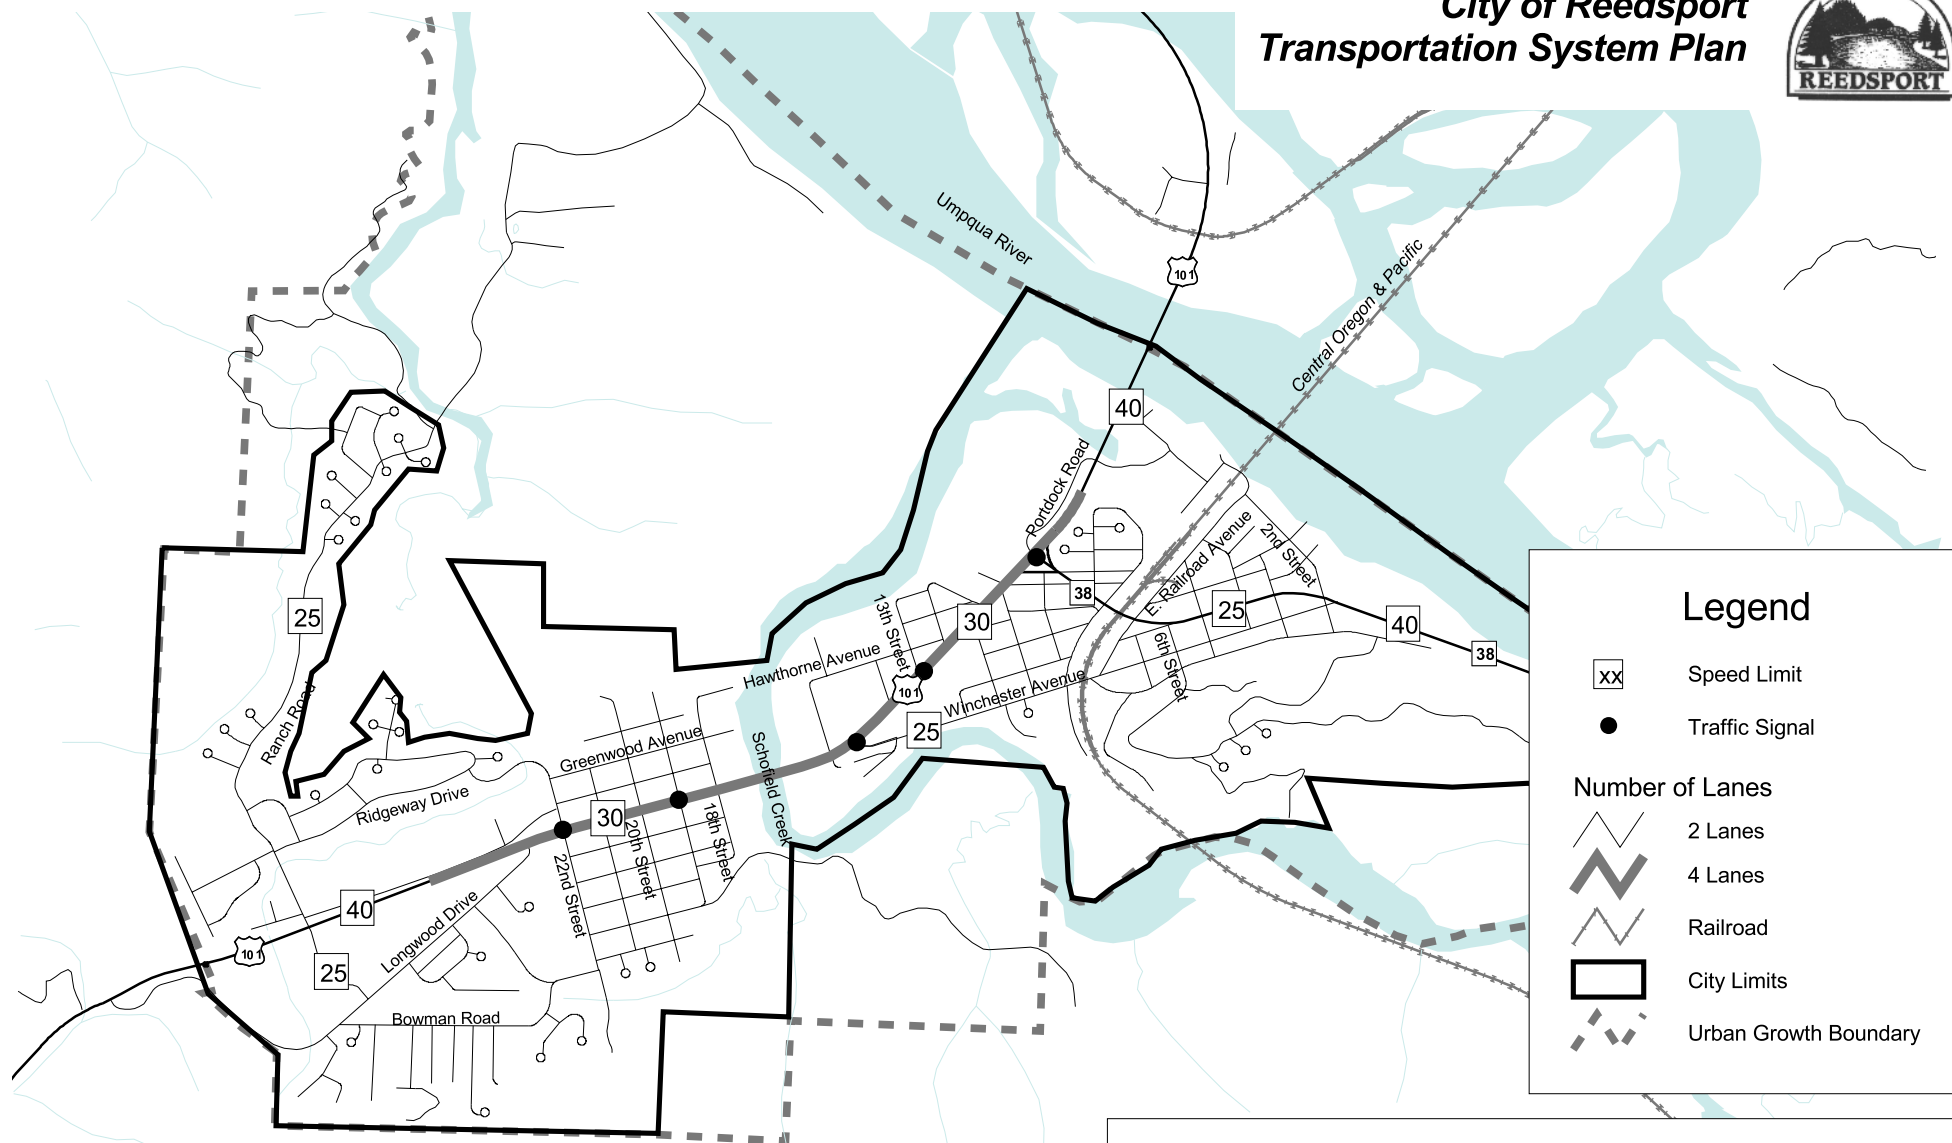 City of Reedsport
Transportation System Plan
REEDSPORT
Umpqua River
101
Central Oregon & Pacific
40
Portdock Road
2nd Street
E. Railroad Avenue
38
25
40
38
25
13th Street
30
6th Street
Hawthorne Avenue
101
Winchester Avenue
25
Ranch Road
Greenwood Avenue
Schofield Creek
Ridgeway Drive
30
20th Street
18th Street
22nd Street
40
Longwood Drive
101
25
Bowman Road
Legend
xx Speed Limit
Traffic Signal
Number of Lanes
2 Lanes
4 Lanes
Railroad
City Limits
Urban Growth Boundary